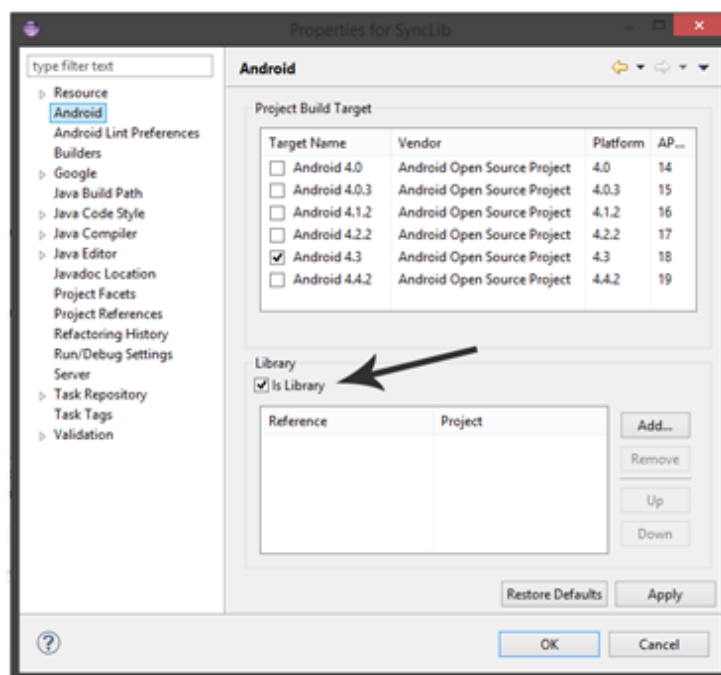 Properties for SyncLib
type filter text
Resource
Android
Android Lint Preferences
Builders
Google
Java Build Path
Java Code Style
Java Compiler
Java Editor
Javadoc Location
Project Facets
Project References
Refactoring History
Run/Debug Settings
Server
Task Repository
Task Tags
Validation
Android
Project Build Target
Target Name Vendor Platform AP...
Android 4.0 Android Open Source Project 4.0 14
Android 4.0.3 Android Open Source Project 4.0.3 15
Android 4.1.2 Android Open Source Project 4.1.2 16
Android 4.2.2 Android Open Source Project 4.2.2 17
Android 4.3 Android Open Source Project 4.3 18
Android 4.4.2 Android Open Source Project 4.4.2 19
Library
Is Library
Reference Project
Add...
Remove
Up
Down
Restore Defaults Apply
? OK Cancel